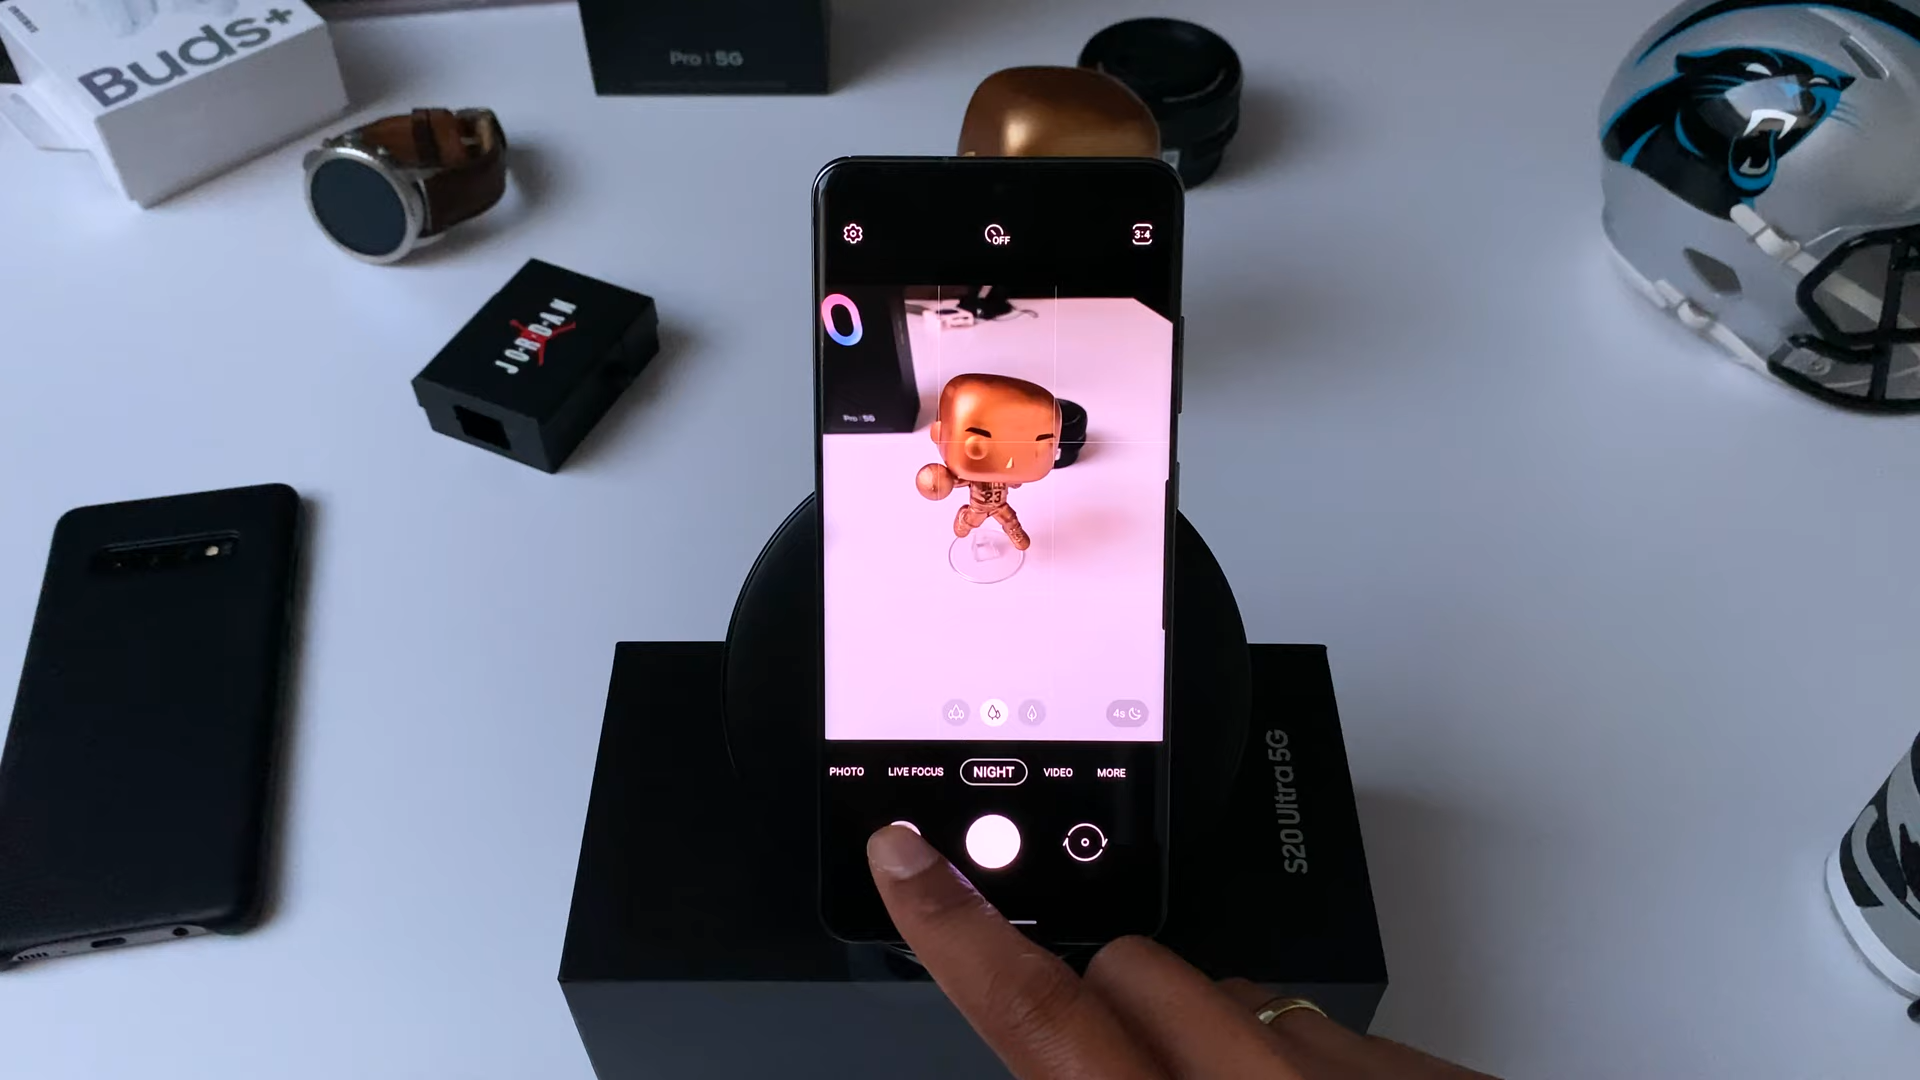 Buds+
Pro | 5G
JORDAN
OFF
3:4
Pro | 5G
23
4s
PHOTO
LIVE FOCUS
NIGHT
VIDEO
MORE
S20 Ultra 5G